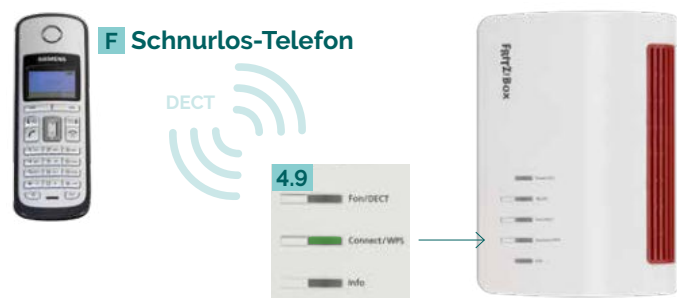 F Schnurlos-Telefon
SIEMENS
DECT
FRITZ!Box
4.9
Fon/DECT
Connect/WPS
Info